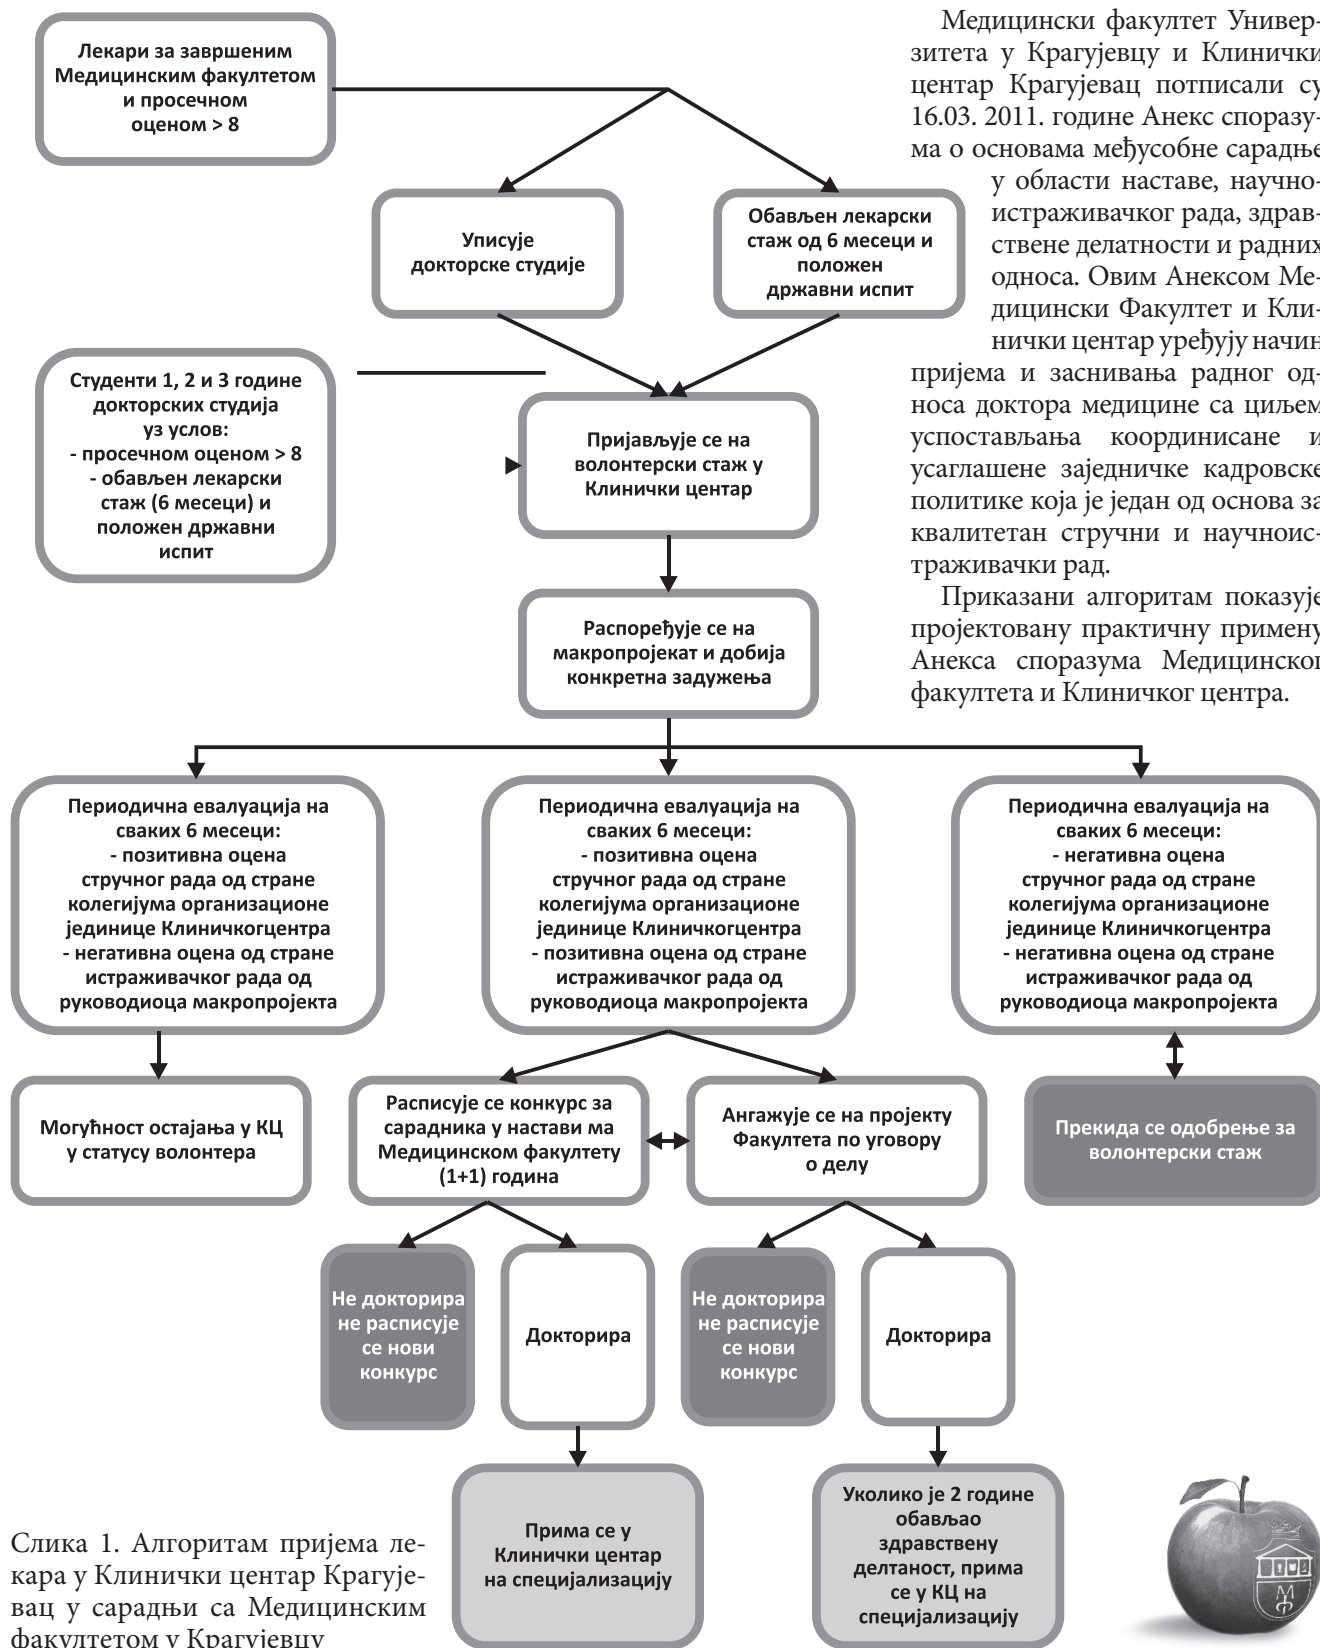 Лекари за завршеним
Медицинским факултетом
и просечном
оценом > 8
Медицински факултет Универ-
зитета у Крагујевцу и Клинички
центар Крагујевац потписали су
16.03. 2011. године Анекс споразу-
ма о основама међусобне сарадње
у области наставе, научно-
истраживачког рада, здрав-
ствене делатности и радних
односа. Овим Анексом Ме-
дицински Факултет и Кли-
нички центар уређују начин
пријема и заснивања радног од-
носа доктора медицине са циљем
успостављања координисане и
усаглашене заједничке кадровске
политике која је један од основа за
квалитетан стручни и научноис-
траживачки рад.
Приказани алгоритам показује
пројектовану практичну примену
Анекса споразума Медицинског
факултета и Клиничког центра.
Уписује
докторске студије
Обављен лекарски
стаж од 6 месеци и
положен
државни испит
Студенти 1, 2 и 3 године
докторских студија
уз услов:
- просечном оценом > 8
- обављен лекарски
стаж (6 месеци) и
положен државни
испит
Пријављује се на
волонтерски стаж у
Клинички центар
Распоређује се на
макропројекат и добија
конкретна задужења
Периодична евалуација на
сваких 6 месеци:
- позитивна оцена
стручног рада од стране
колегијума организационе
јединице Клиничкогцентра
- негативна оцена од стране
истраживачког рада од
руководиоца макропројекта
Периодична евалуација на
сваких 6 месеци:
- позитивна оцена
стручног рада од стране
колегијума организационе
јединице Клиничкогцентра
- позитивна оцена од стране
истраживачког рада од
руководиоца макропројекта
Периодична евалуација на
сваких 6 месеци:
- негативна оцена
стручног рада од стране
колегијума организационе
јединице Клиничкогцентра
- негативна оцена од стране
истраживачког рада од
руководиоца макропројекта
Могућност остајања у КЦ
у статусу волонтера
Расписује се конкурс за
сарадника у настави ма
Медицинском факултету
(1+1) година
Ангажује се на пројекту
Факултета по уговору
о делу
Прекида се одобрење за
волонтерски стаж
Не докторира
не расписује
се нови
конкурс
Докторира
Не докторира
не расписује
се нови
конкурс
Докторира
Прима се у
Клинички центар
на специјализацију
Уколико је 2 године
обављао
здравствену
делтаност, прима
се у КЦ на
специјализацију
Слика 1. Алгоритам пријема ле-
кара у Клинички центар Крагује-
вац у сарадњи са Медицинским
факултетом у Крагујевцу